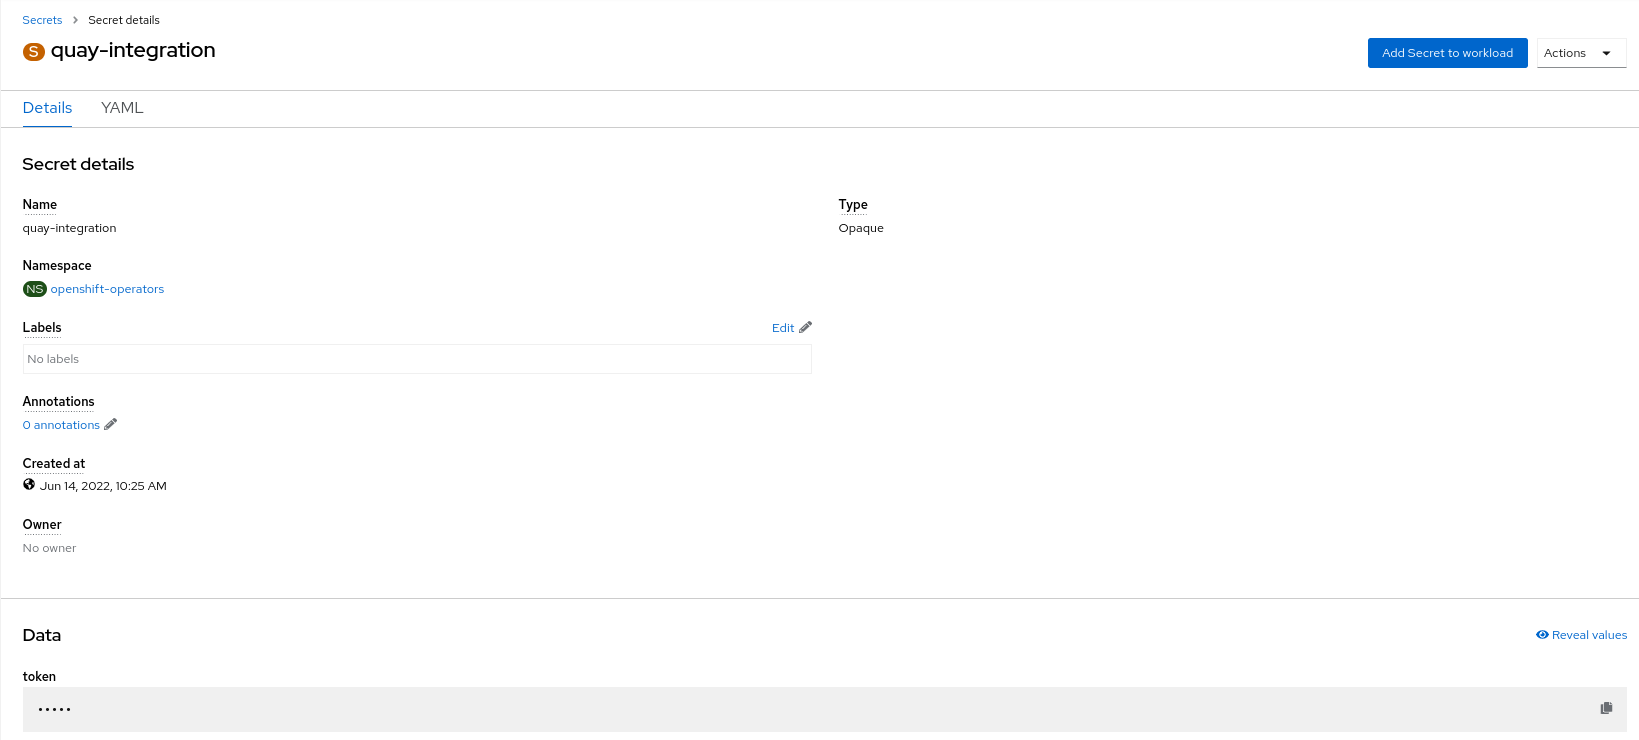 Secrets > Secret details
S quay-integration
Add Secret to workload
Actions
Details YAML
Secret details
Name
quay-integration
Type
Opaque
Namespace
NS openshift-operators
Labels
Edit
No labels
Annotations
0 annotations
Created at
Jun 14, 2022, 10:25 AM
Owner
No owner
Data
Reveal values
token
•••••